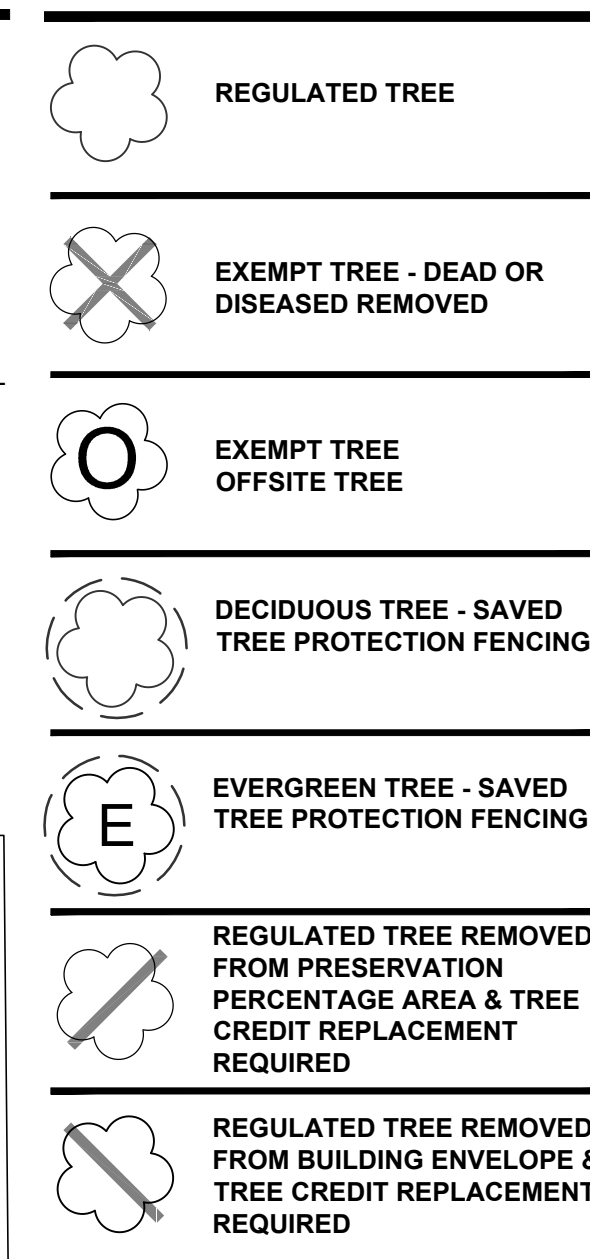 REGULATED TREE
EXEMPT TREE - DEAD OR
DISEASED REMOVED
O
EXEMPT TREE
OFFSITE TREE
DECIDUOUS TREE - SAVED
TREE PROTECTION FENCING
E
EVERGREEN TREE - SAVED
TREE PROTECTION FENCING
REGULATED TREE REMOVED
FROM PRESERVATION
PERCENTAGE AREA & TREE
CREDIT REPLACEMENT
REQUIRED
REGULATED TREE REMOVED
FROM BUILDING ENVELOPE &
TREE CREDIT REPLACEMENT
REQUIRED